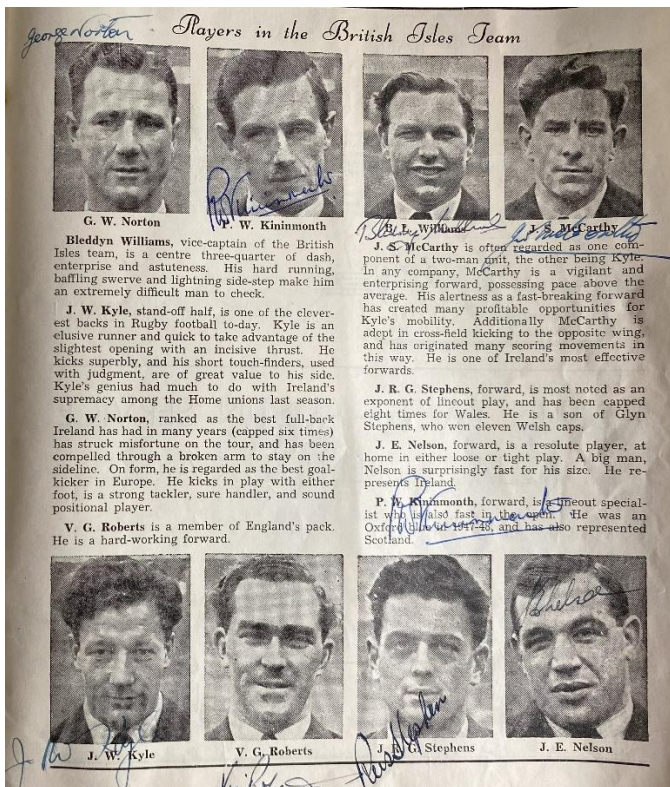 George Norton
Players in the British Isles Team
G. W. Norton
P. W. Kininmonth
B. L. Williams
J. S. McCarthy
Bleddyn Williams, vice-captain of the British
Isles team, is a centre three-quarter of dash,
enterprise and astuteness. His hard running,
baffling swerve and lightning side-step make him
an extremely difficult man to check.
J. W. Kyle, stand-off half, is one of the clever-
est backs in Rugby football to-day. Kyle is an
elusive runner and quick to take advantage of the
slightest opening with an incisive thrust. He
kicks superbly, and his short touch-finders, used
with judgment, are of great value to his side.
Kyle's genius had much to do with Ireland's
supremacy among the Home unions last season.
G. W. Norton, ranked as the best full-back
Ireland has had in many years (capped six times)
has struck misfortune on the tour, and has been
compelled through a broken arm to stay on the
sideline. On form, he is regarded as the best goal-
kicker in Europe. He kicks in play with either
foot, is a strong tackler, sure handler, and sound
positional player.
V. G. Roberts is a member of England's pack.
He is a hard-working forward.
J. S. McCarthy is often regarded as one com-
ponent of a two-man unit, the other being Kyle.
In any company, McCarthy is a vigilant and
enterprising forward, possessing pace above the
average. His alertness as a fast-breaking forward
has created many profitable opportunities for
Kyle's mobility. Additionally McCarthy is
adept in cross-field kicking to the opposite wing,
and has originated many scoring movements in
this way. He is one of Ireland's most effective
forwards.
J. R. G. Stephens, forward, is most noted as an
exponent of lineout play, and has been capped
eight times for Wales. He is a son of Glyn
Stephens, who won eleven Welsh caps.
J. E. Nelson, forward, is a resolute player, at
home in either loose or tight play. A big man,
Nelson is surprisingly fast for his size. He re-
presents Ireland.
P. W. Kininmonth, forward, is a lineout special-
ist who is also fast in the open. He was an
Oxford blue in 1947-48, and has also represented
Scotland.
J. W. Kyle
V. G. Roberts
J. R. G. Stephens
J. E. Nelson